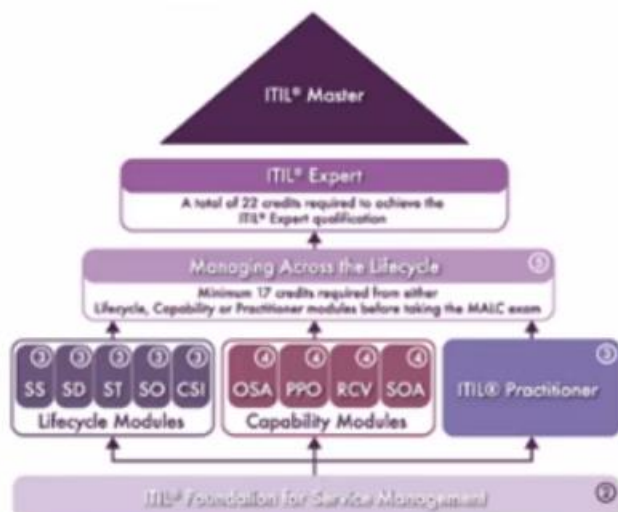 ITIL® Master
ITIL® Expert
A total of 22 credits required to achieve the
ITIL® Expert qualification
Managing Across the Lifecycle 5
Minimum 17 credits required from either
Lifecycle, Capability or Practitioner modules before taking the MALC exam
3 3 3 3 3
SS SD ST SO CSI
Lifecycle Modules
4 4 4 4
OSA PPO RCV SOA
Capability Modules
3
ITIL® Practitioner
ITIL® Foundation for Service Management 2